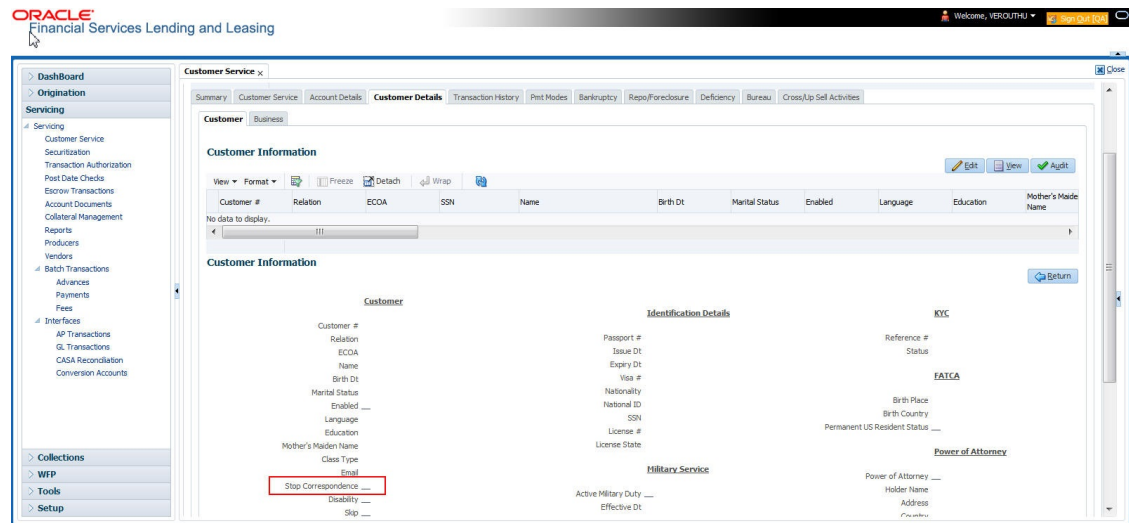 ORACLE
Financial Services Lending and Leasing
Welcome, VEROUTHU
Sign Out [QA]
DashBoard
Origination
Servicing
Servicing
Customer Service
Securitization
Transaction Authorization
Post Date Checks
Escrow Transactions
Account Documents
Collateral Management
Reports
Producers
Vendors
Batch Transactions
Advances
Payments
Fees
Interfaces
AP Transactions
GL Transactions
CASA Reconciliation
Conversion Accounts
Collections
WFP
Tools
Setup
Customer Service x
Close
Summary Customer Service Account Details Customer Details Transaction History Pmt Modes Bankruptcy Repo/Foreclosure Deficiency Bureau Cross/Up Sell Activities
Customer Business
Customer Information
Edit View Audit
View Format Freeze Detach Wrap
Customer # Relation ECOA SSN Name Birth Dt Marital Status Enabled Language Education Mother's Maide
Name
No data to display.
Customer Information
Return
Customer
Customer #
Relation
ECOA
Name
Birth Dt
Marital Status
Enabled
Language
Education
Mother's Maiden Name
Class Type
Email
Stop Correspondence
Disability
Skip
Identification Details
Passport #
Issue Dt
Expiry Dt
Visa #
Nationality
National ID
SSN
License #
License State
Military Service
Active Military Duty
Effective Dt
KYC
Reference #
Status
FATCA
Birth Place
Birth Country
Permanent US Resident Status
Power of Attorney
Power of Attorney
Holder Name
Address
Country